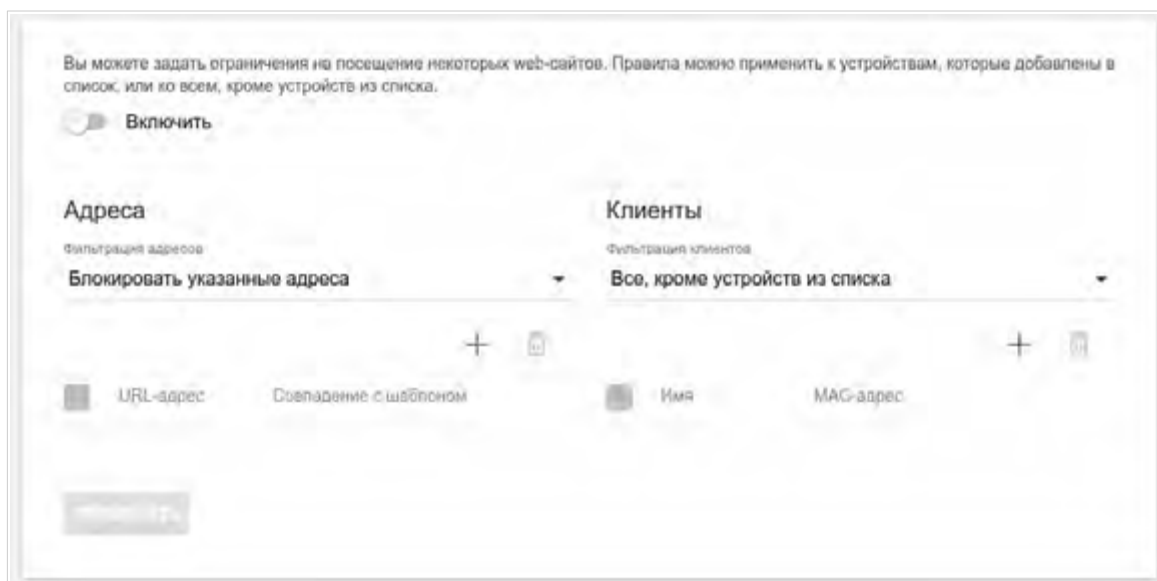 Вы можете задать ограничения на посещение некоторых web-сайтов. Правила можно применить к устройствам, которые добавлены в
список, или ко всем, кроме устройств из списка.
Включить
Адреса
Клиенты
Фильтрация адресов
Фильтрация клиентов
Блокировать указанные адреса
Все, кроме устройств из списка
URL-адрес
Совпадение с шаблоном
Имя
MAC-адрес